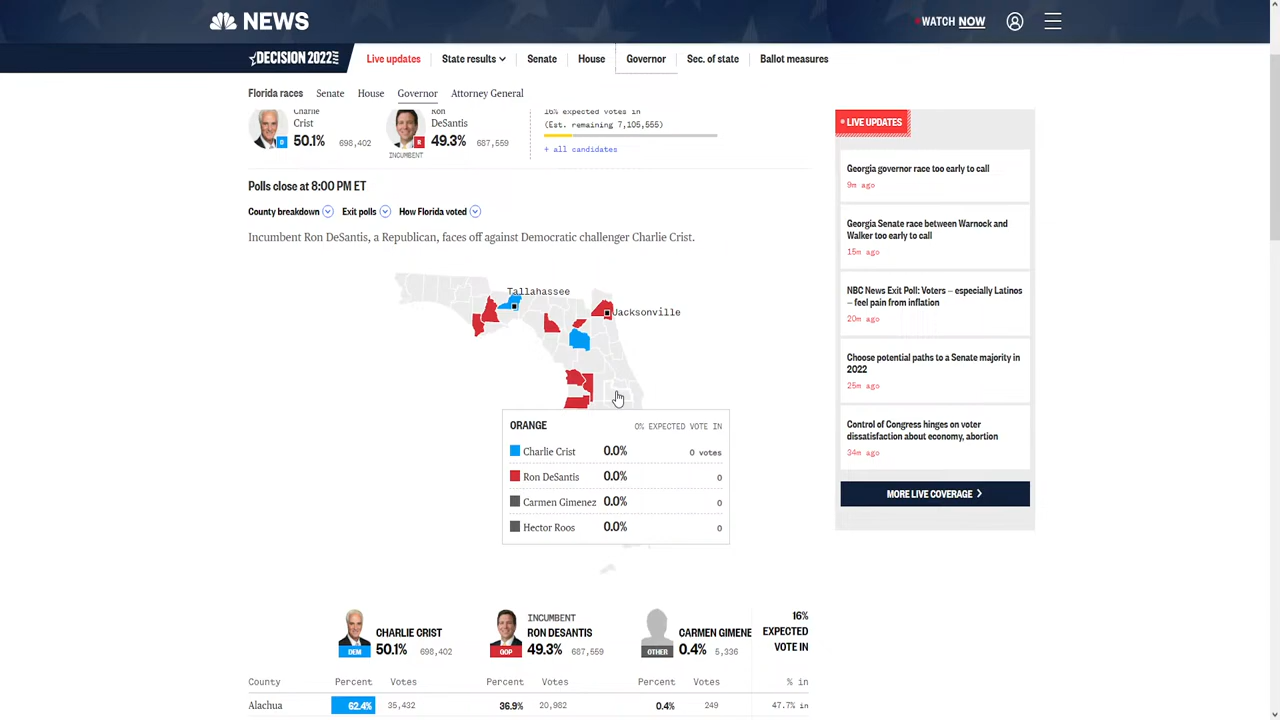 NEWS
WATCH NOW
DECISION 2022
Live updates
State results
Senate
House
Governor
Sec. of state
Ballot measures
Florida races
Senate
House
Governor
Attorney General
Charlie
Crist
D
50.1%
698,402
Ron
DeSantis
R
49.3%
687,559
INCUMBENT
16% expected votes in
(Est. remaining 7,105,555)
+ all candidates
LIVE UPDATES
Georgia governor race too early to call
9m ago
Georgia Senate race between Warnock and
Walker too early to call
15m ago
NBC News Exit Poll: Voters – especially Latinos
– feel pain from inflation
20m ago
Choose potential paths to a Senate majority in
2022
25m ago
Control of Congress hinges on voter
dissatisfaction about economy, abortion
34m ago
MORE LIVE COVERAGE
Polls close at 8:00 PM ET
County breakdown
Exit polls
How Florida voted
Incumbent Ron DeSantis, a Republican, faces off against Democratic challenger Charlie Crist.
Tallahassee
Jacksonville
ORANGE 0% EXPECTED VOTE IN
Charlie Crist 0.0% 0 votes
Ron DeSantis 0.0% 0
Carmen Gimenez 0.0% 0
Hector Roos 0.0% 0
DEM
CHARLIE CRIST
50.1% 698,402
GOP
INCUMBENT
RON DESANTIS
49.3% 687,559
OTHER
CARMEN GIMENE
0.4% 5,336
16%
EXPECTED
VOTE IN
County Percent Votes Percent Votes Percent Votes % in
Alachua 62.4% 35,432 36.9% 20,982 0.4% 249 47.7% in